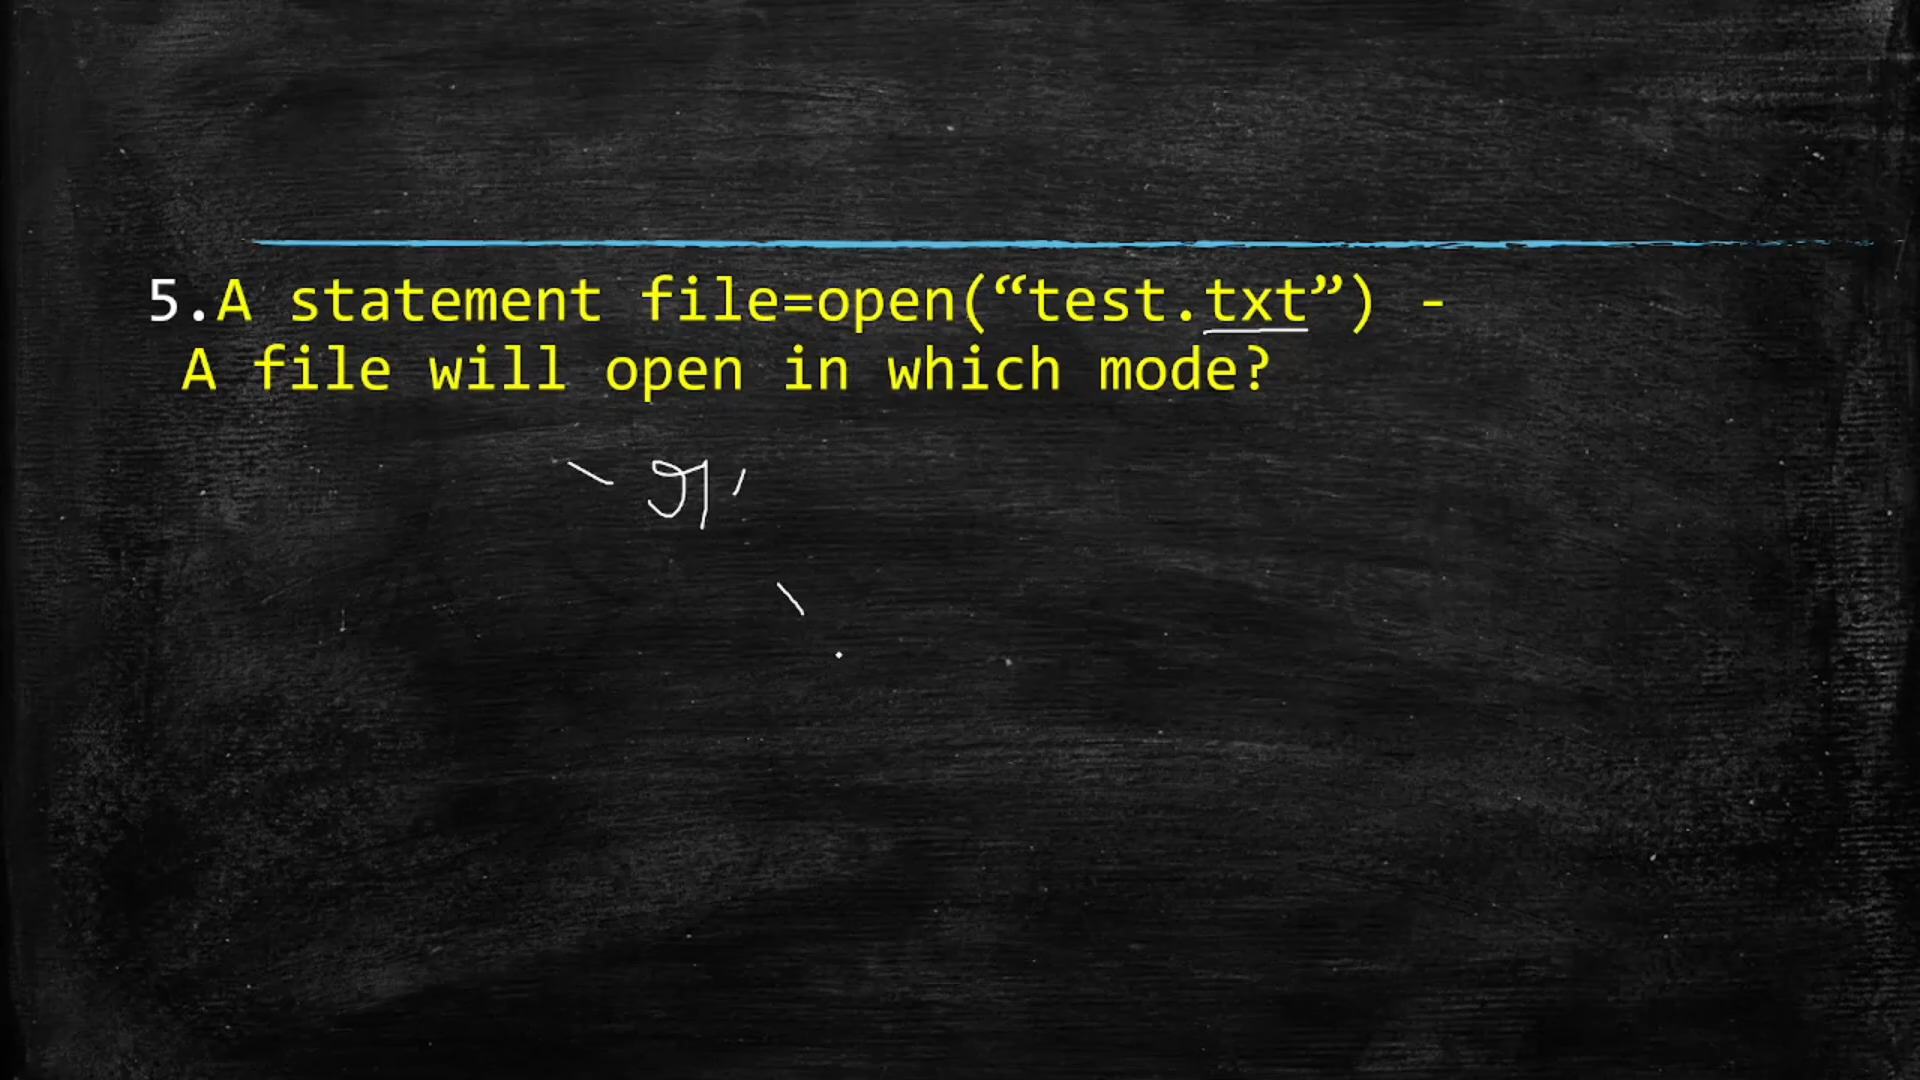 5.A statement file=open(“test.txt”) -
A file will open in which mode?